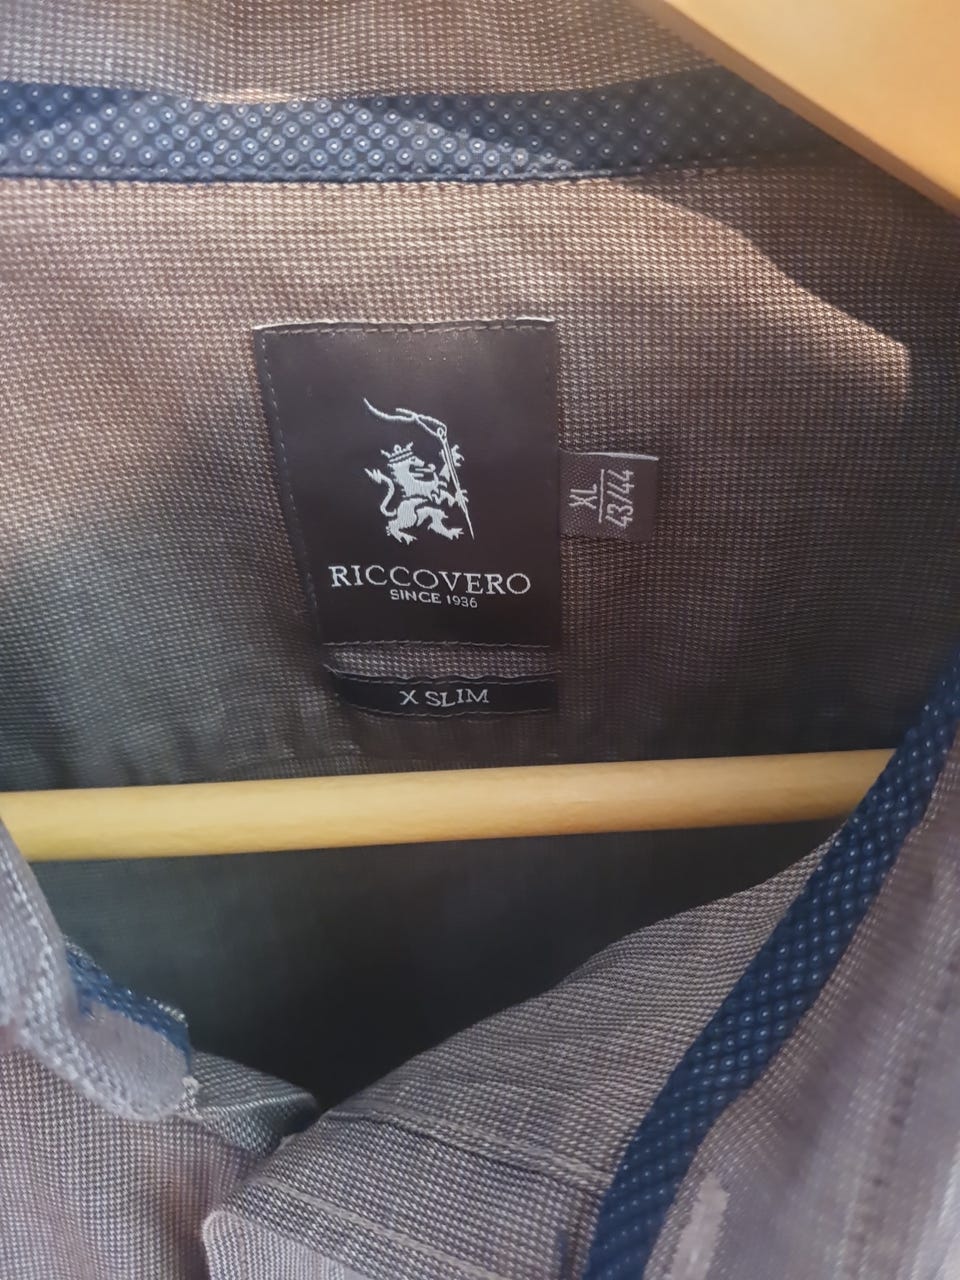 RICCOVERO
SINCE 1936
X SLIM
XL
43/44